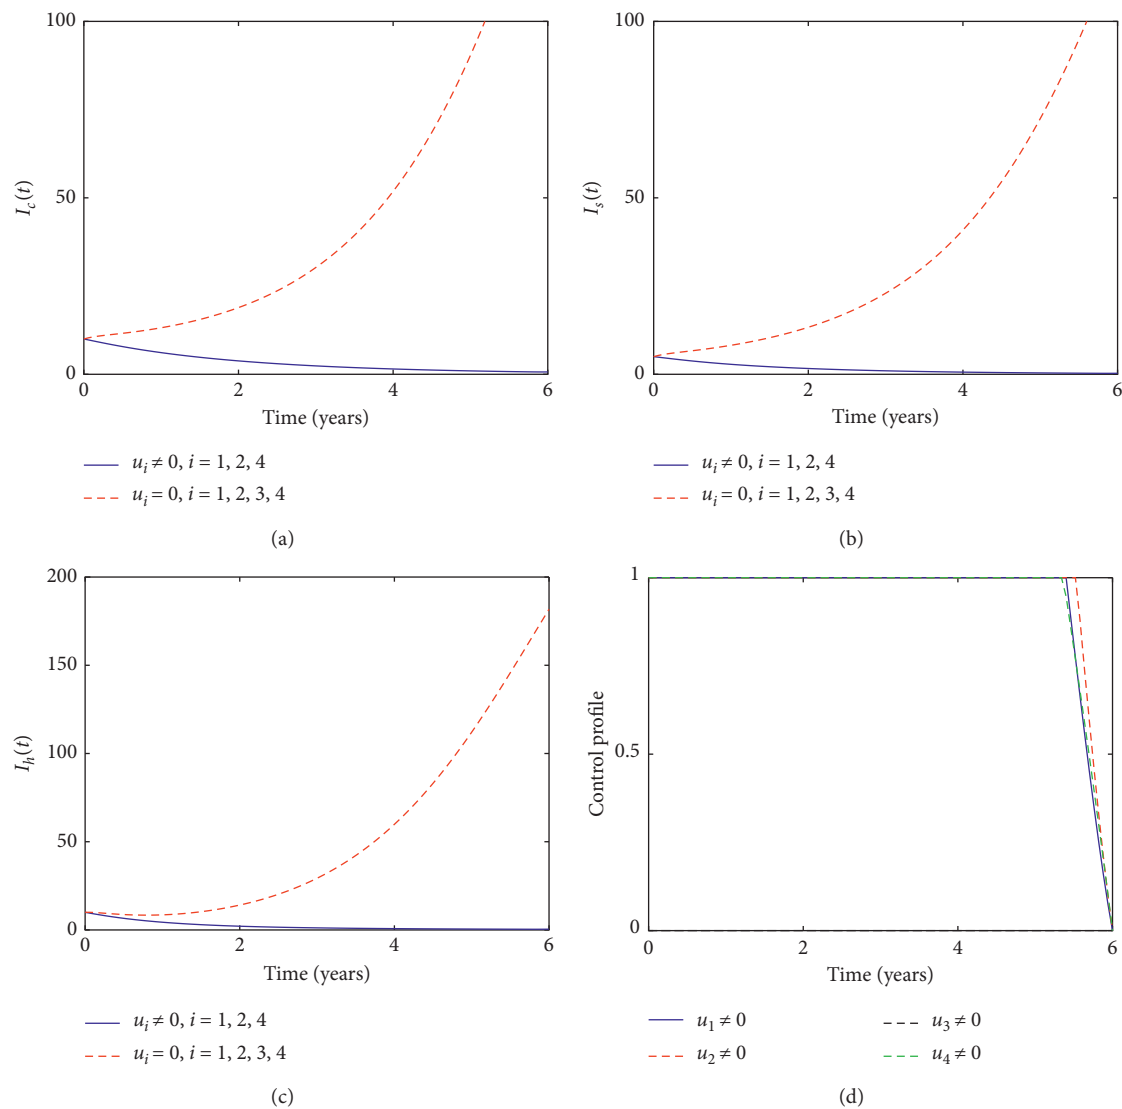 100
50
0
I_c(t)
0 2 4 6
Time (years)
u_i ≠ 0, i = 1, 2, 4
u_i = 0, i = 1, 2, 3, 4
(a)
100
50
0
I_s(t)
0 2 4 6
Time (years)
u_i ≠ 0, i = 1, 2, 4
u_i = 0, i = 1, 2, 3, 4
(b)
200
150
100
50
0
I_h(t)
0 2 4 6
Time (years)
u_i ≠ 0, i = 1, 2, 4
u_i = 0, i = 1, 2, 3, 4
(c)
1
0.5
0
Control profile
0 2 4 6
Time (years)
u_1 ≠ 0 u_3 ≠ 0
u_2 ≠ 0 u_4 ≠ 0
(d)